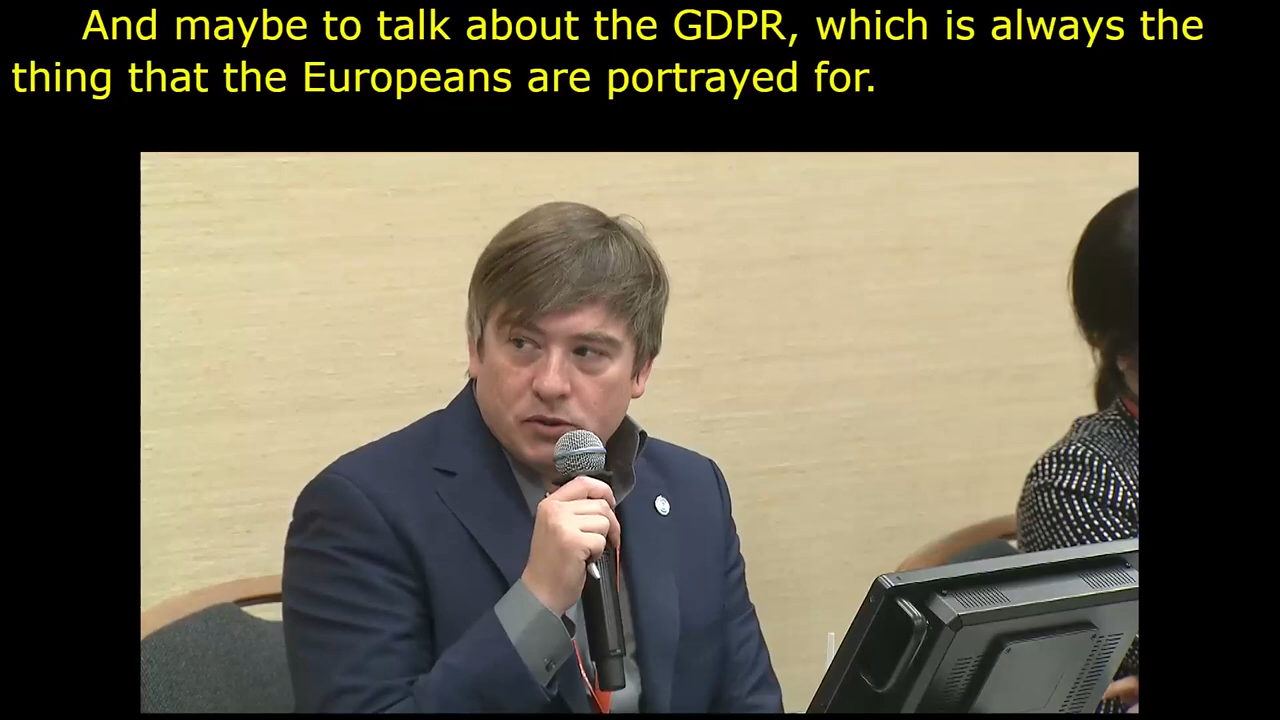 And maybe to talk about the GDPR, which is always the
thing that the Europeans are portrayed for.